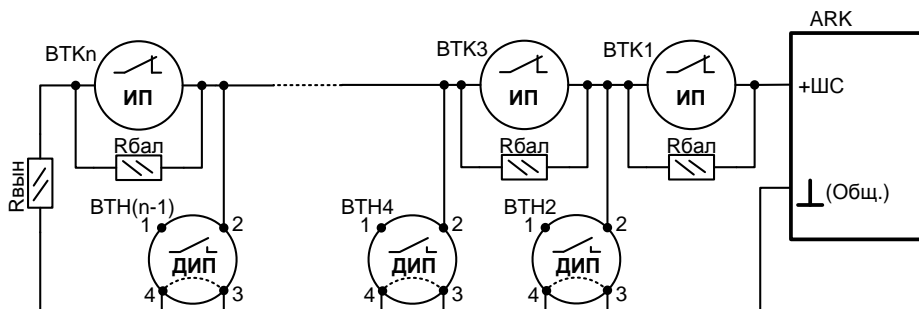 ARK
BTKn
BTK3
BTK1
ИП
ИП
ИП
+ШС
Rбал
Rбал
Rбал
Rвын
(Общ.)
BTH(n-1)
BTH4
BTH2
1
2
1
2
1
2
ДИП
ДИП
ДИП
4
3
4
3
4
3